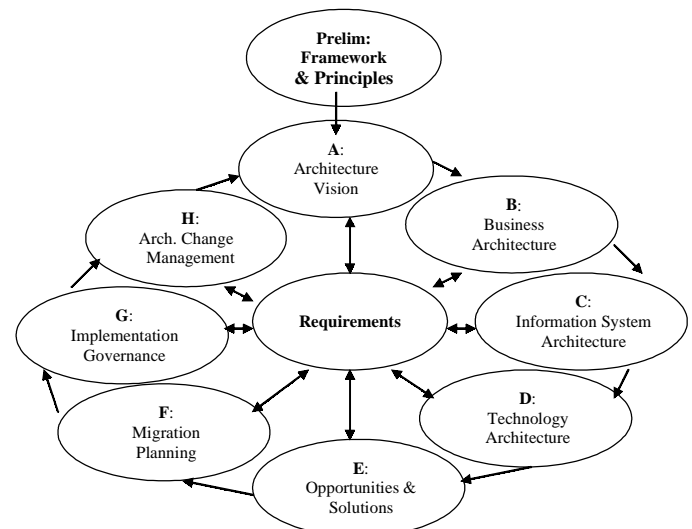 Prelim:
Framework
& Principles
A:
Architecture
Vision
B:
Business
Architecture
C:
Information System
Architecture
D:
Technology
Architecture
E:
Opportunities &
Solutions
F:
Migration
Planning
G:
Implementation
Governance
H:
Arch. Change
Management
Requirements